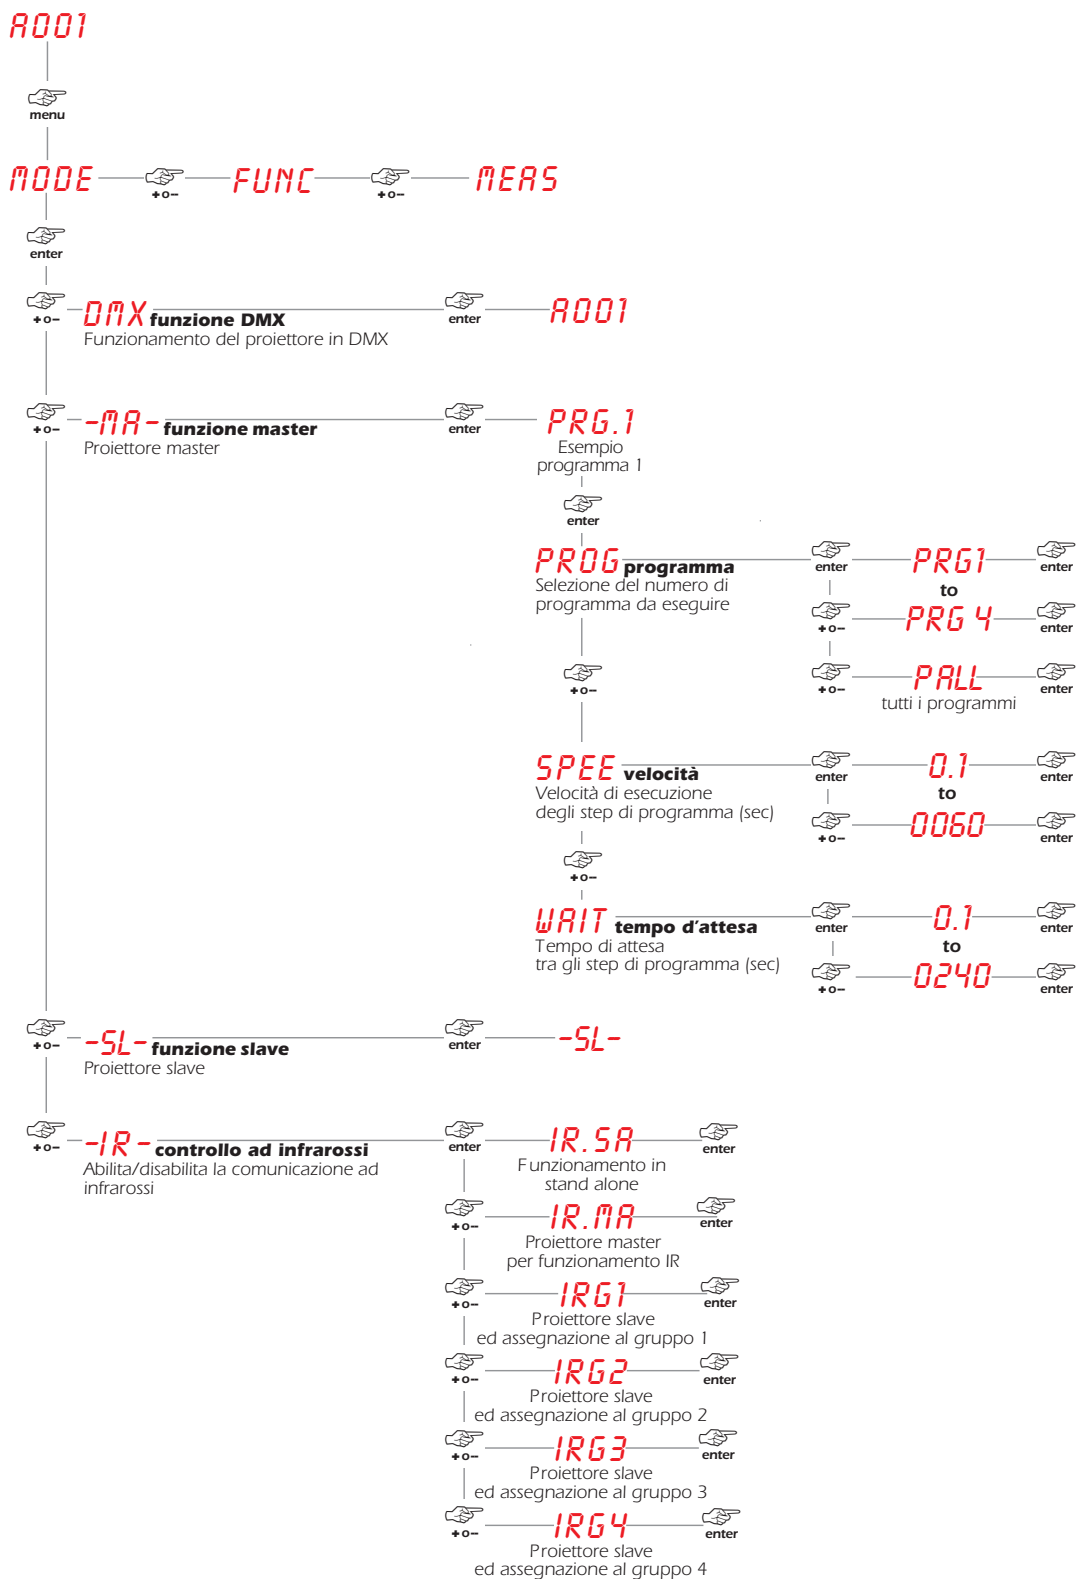 A001
menu
MODE +o- FUNC +o- MEAS
enter
+o- DMX funzione DMX enter A001
Funzionamento del proiettore in DMX
+o- -MA- funzione master enter PRG.1
Proiettore master
Esempio
programma 1
enter
PROG programma enter PRG1 enter
Selezione del numero di
programma da eseguire
to
+o- PRG 4 enter
+o-
+o- PALL enter
tutti i programmi
SPEE velocità enter 0.1 enter
Velocità di esecuzione
degli step di programma (sec)
to
+o- 0060 enter
+o-
WAIT tempo d'attesa enter 0.1 enter
Tempo di attesa
tra gli step di programma (sec)
to
+o- 0240 enter
+o- -SL- funzione slave enter -SL-
Proiettore slave
+o- -IR- controllo ad infrarossi enter IR.SA enter
Abilita/disabilita la comunicazione ad
infrarossi
Funzionamento in
stand alone
+o- IR.MA enter
Proiettore master
per funzionamento IR
+o- IRG1 enter
Proiettore slave
ed assegnazione al gruppo 1
+o- IRG2 enter
Proiettore slave
ed assegnazione al gruppo 2
+o- IRG3 enter
Proiettore slave
ed assegnazione al gruppo 3
+o- IRG4 enter
Proiettore slave
ed assegnazione al gruppo 4